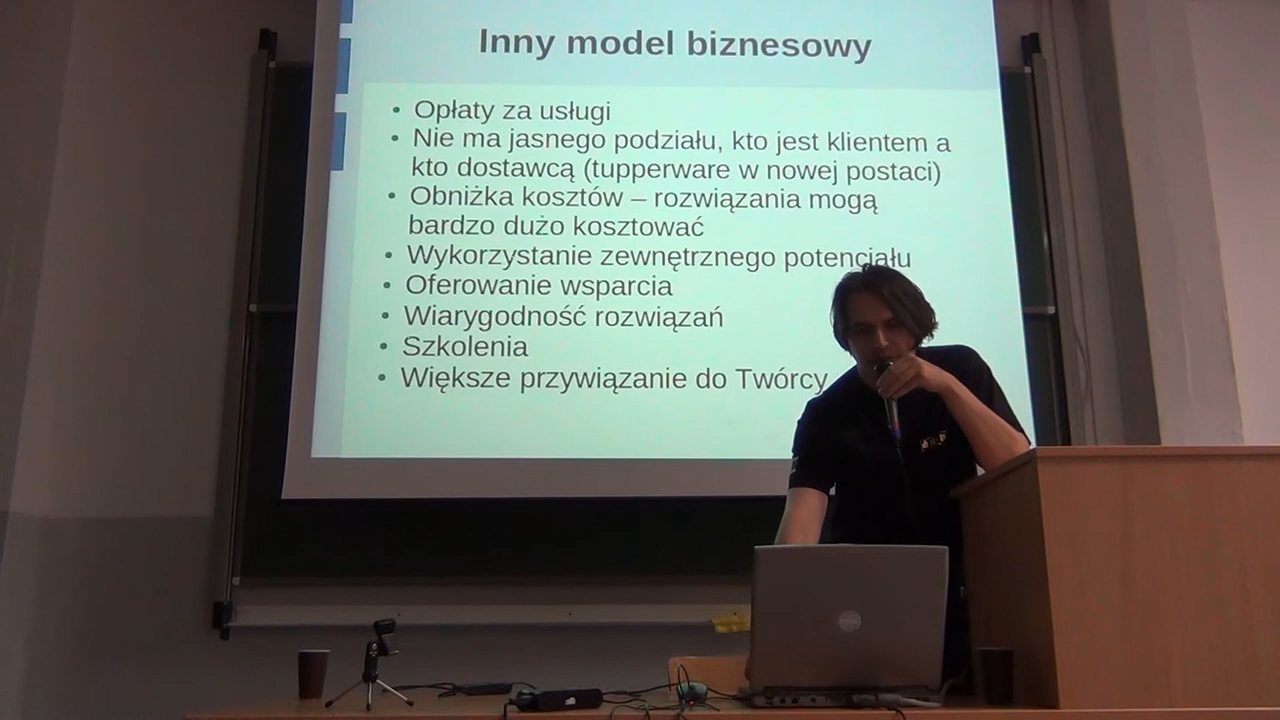 Inny model biznesowy
• Opłaty za usługi
• Nie ma jasnego podziału, kto jest klientem a
kto dostawcą (tupperware w nowej postaci)
• Obniżka kosztów – rozwiązania mogą
bardzo dużo kosztować
• Wykorzystanie zewnętrznego potencjału
• Oferowanie wsparcia
• Wiarygodność rozwiązań
• Szkolenia
• Większe przywiązanie do Twórcy
DELL